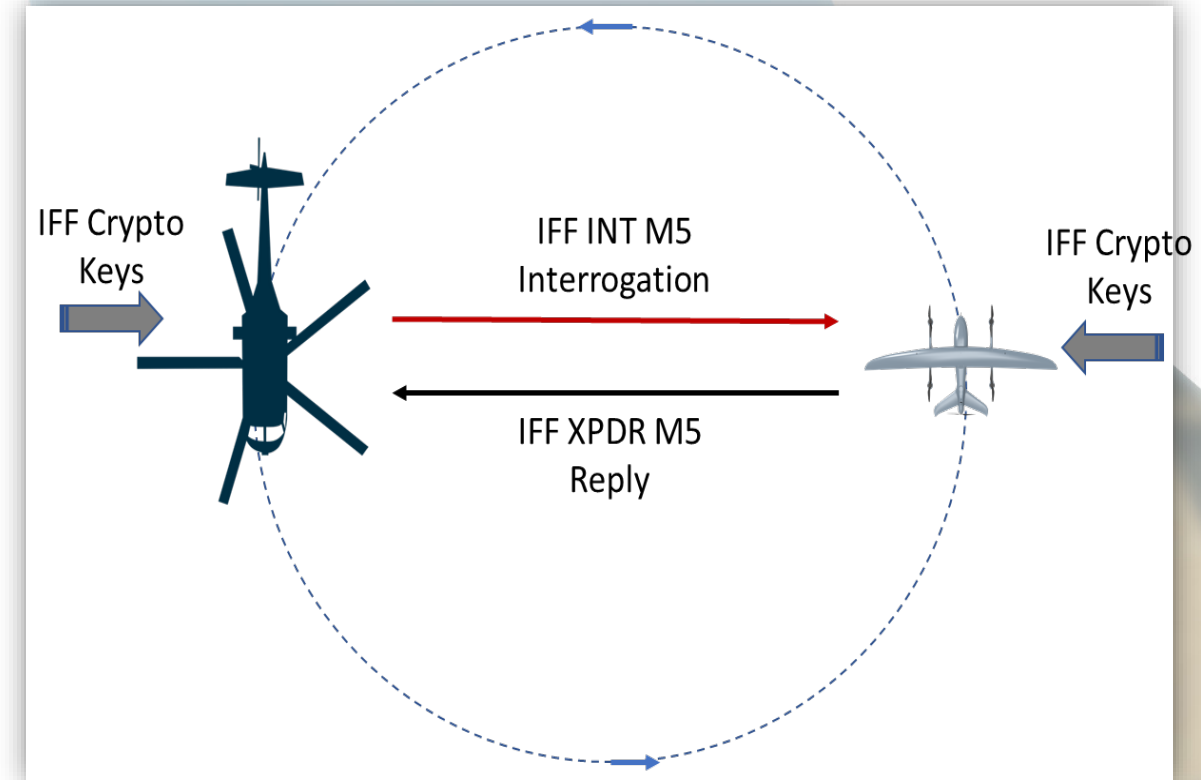 IFF Crypto
Keys
IFF INT M5
Interrogation
IFF XPDR M5
Reply
IFF Crypto
Keys